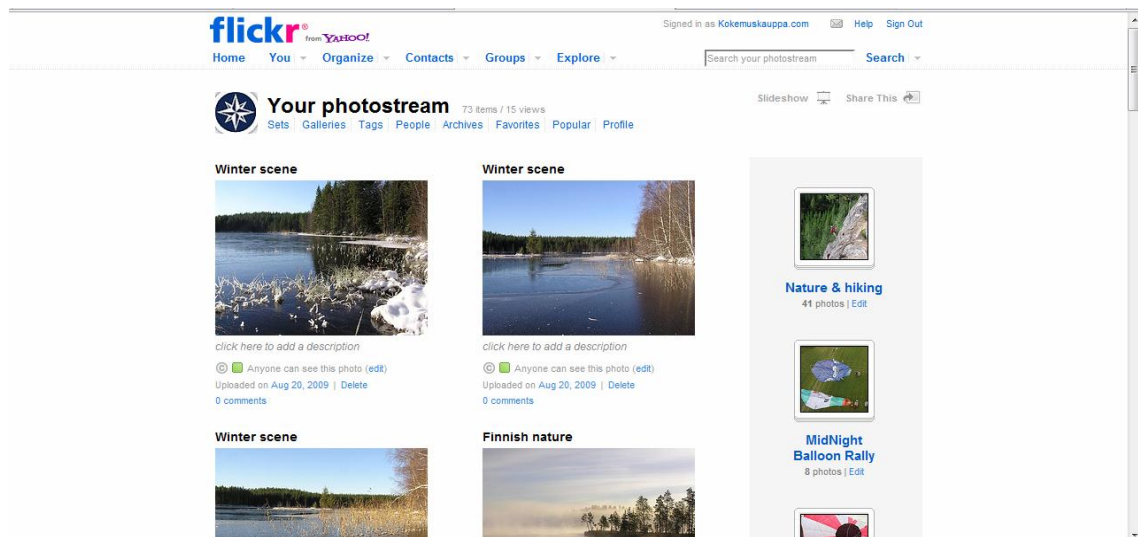 flickr® from YAHOO!
Signed in as Kokemuskauppa.com Help Sign Out
Home You Organize Contacts Groups Explore
Search your photostream Search
Your photostream 73 items / 15 views
Slideshow Share This
Sets Galleries Tags People Archives Favorites Popular Profile
Winter scene
click here to add a description
© Anyone can see this photo (edit)
Uploaded on Aug 20, 2009 | Delete
0 comments
Winter scene
click here to add a description
© Anyone can see this photo (edit)
Uploaded on Aug 20, 2009 | Delete
0 comments
Winter scene
Finnish nature
Nature & hiking
41 photos | Edit
MidNight
Balloon Rally
8 photos | Edit